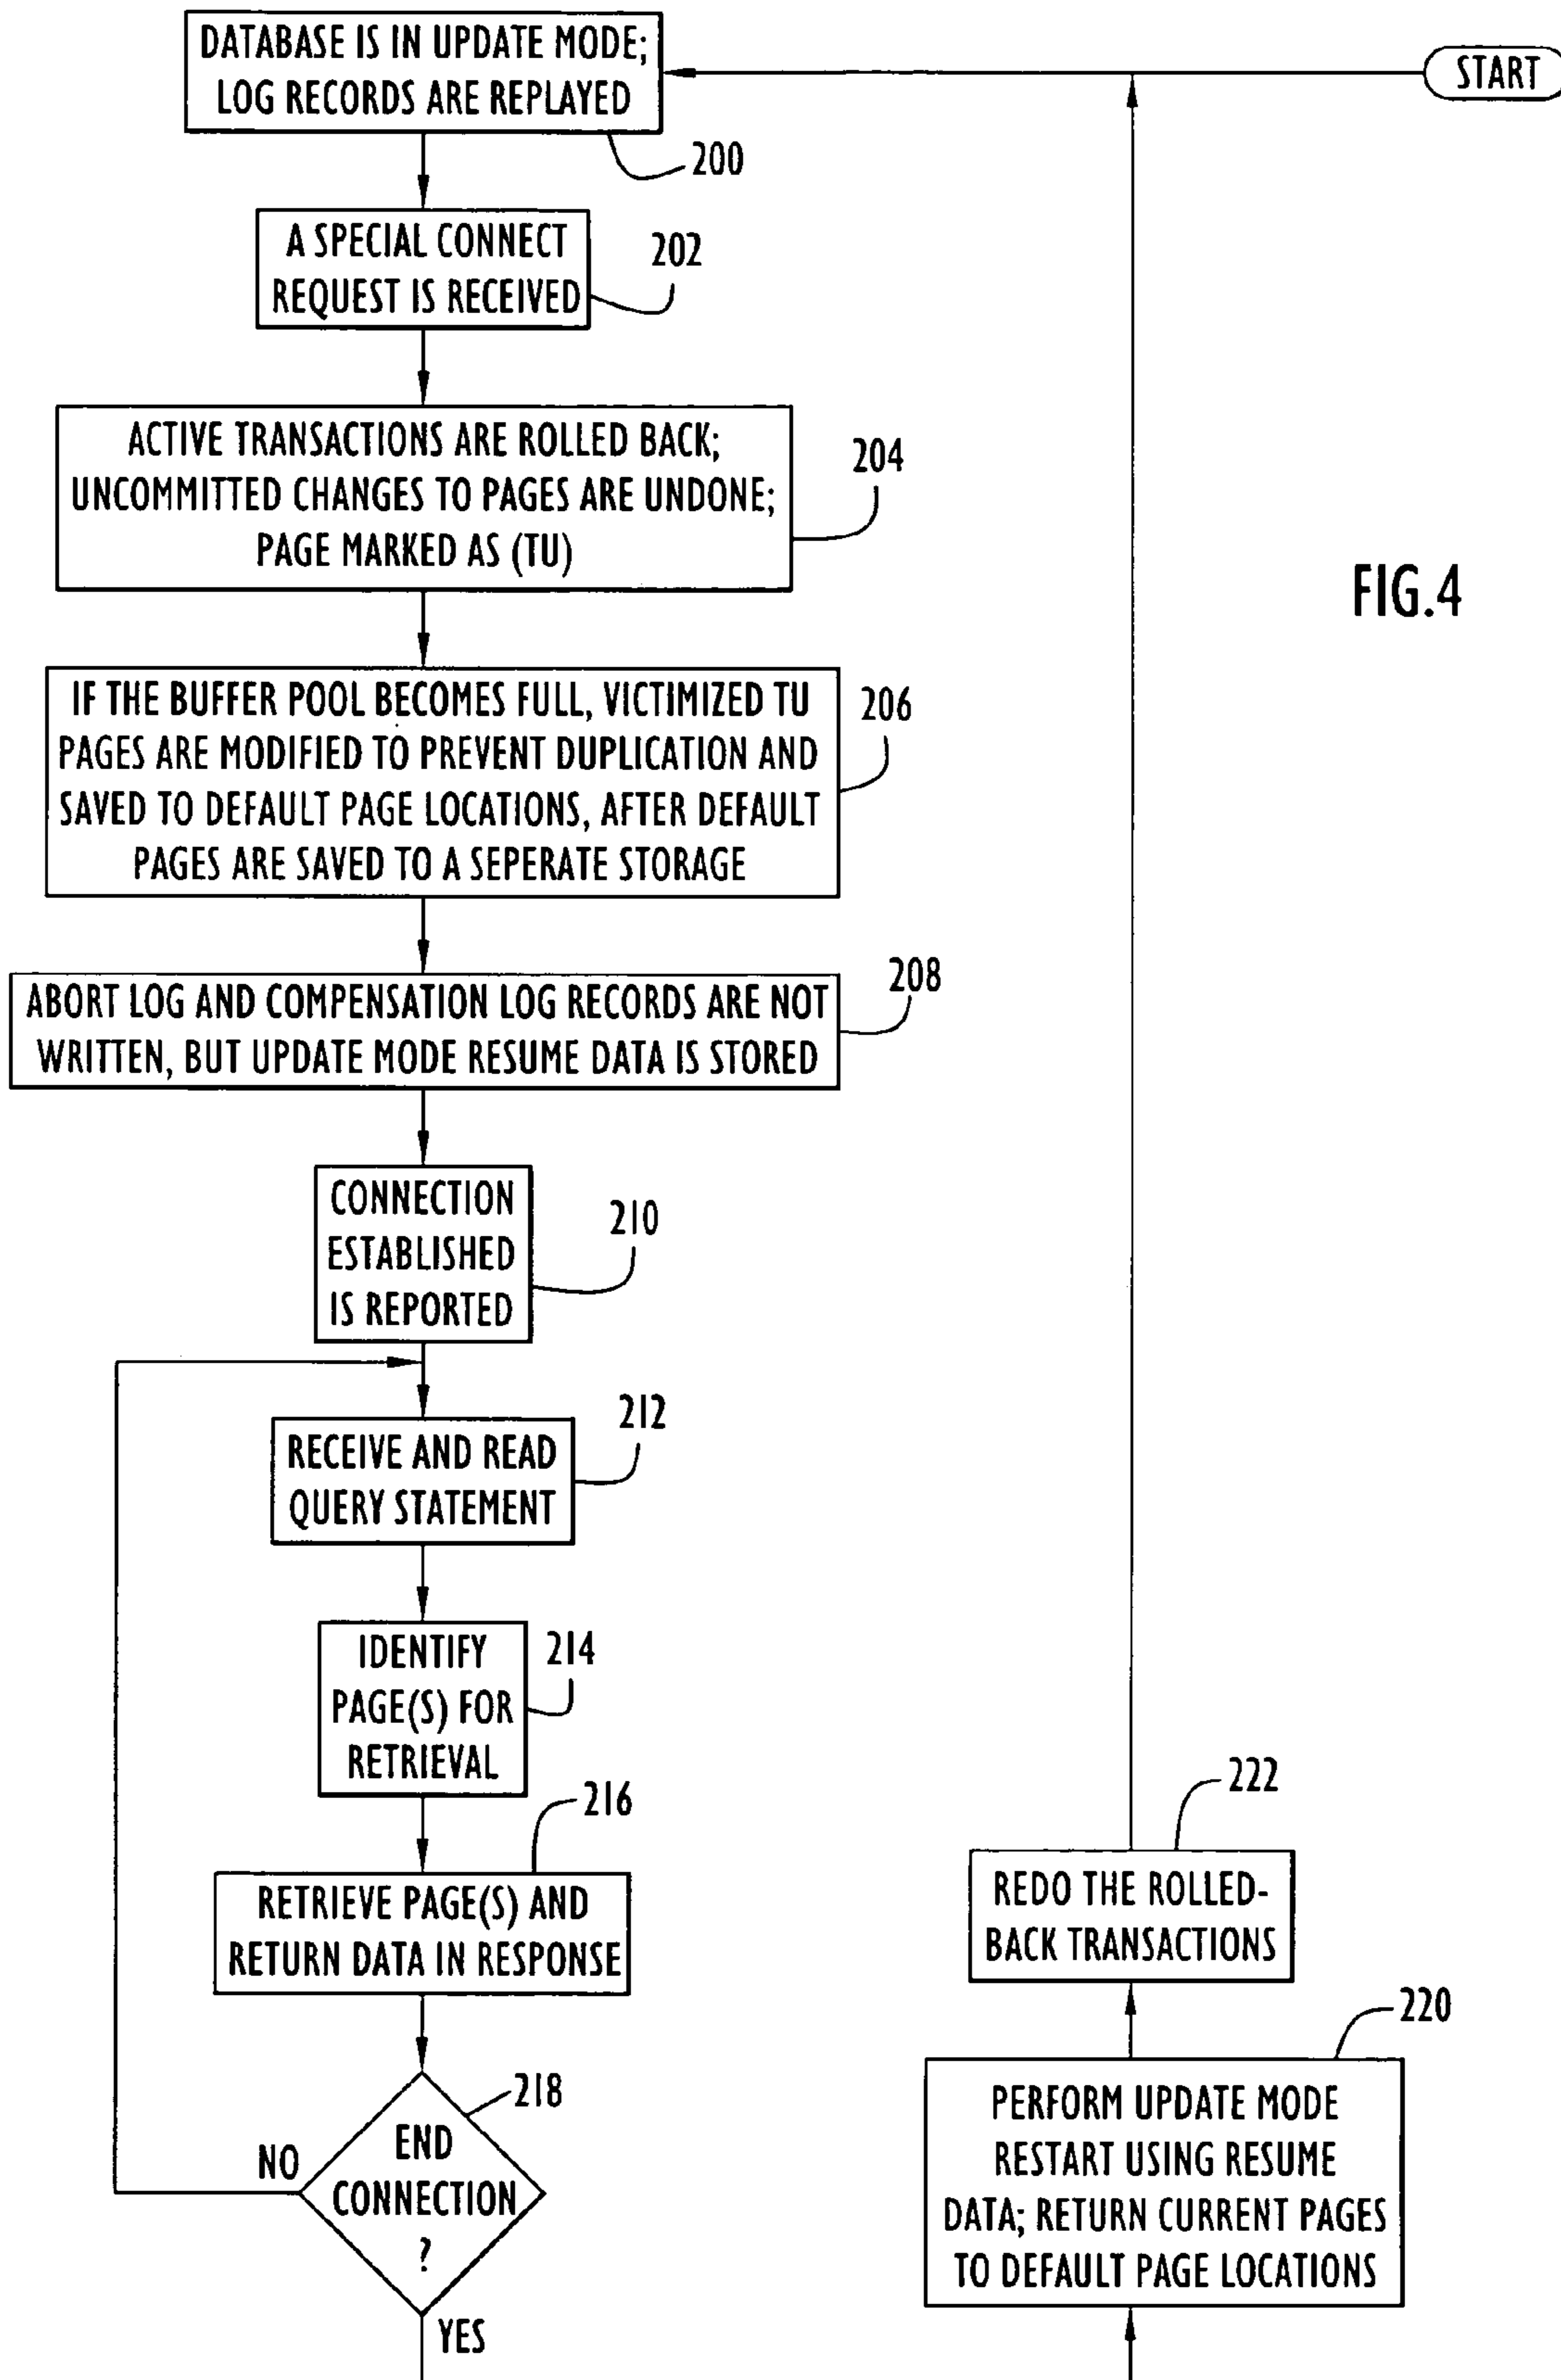 DATABASE IS IN UPDATE MODE;
LOG RECORDS ARE REPLAYED
200
START
A SPECIAL CONNECT
REQUEST IS RECEIVED
202
ACTIVE TRANSACTIONS ARE ROLLED BACK;
UNCOMMITTED CHANGES TO PAGES ARE UNDONE;
PAGE MARKED AS (TU)
204
FIG.4
IF THE BUFFER POOL BECOMES FULL, VICTIMIZED TU
PAGES ARE MODIFIED TO PREVENT DUPLICATION AND
SAVED TO DEFAULT PAGE LOCATIONS, AFTER DEFAULT
PAGES ARE SAVED TO A SEPERATE STORAGE
206
ABORT LOG AND COMPENSATION LOG RECORDS ARE NOT
WRITTEN, BUT UPDATE MODE RESUME DATA IS STORED
208
CONNECTION
ESTABLISHED
IS REPORTED
210
RECEIVE AND READ
QUERY STATEMENT
212
IDENTIFY
PAGE(S) FOR
RETRIEVAL
214
RETRIEVE PAGE(S) AND
RETURN DATA IN RESPONSE
216
END
CONNECTION
?
218
NO
YES
REDO THE ROLLED-
BACK TRANSACTIONS
222
PERFORM UPDATE MODE
RESTART USING RESUME
DATA; RETURN CURRENT PAGES
TO DEFAULT PAGE LOCATIONS
220